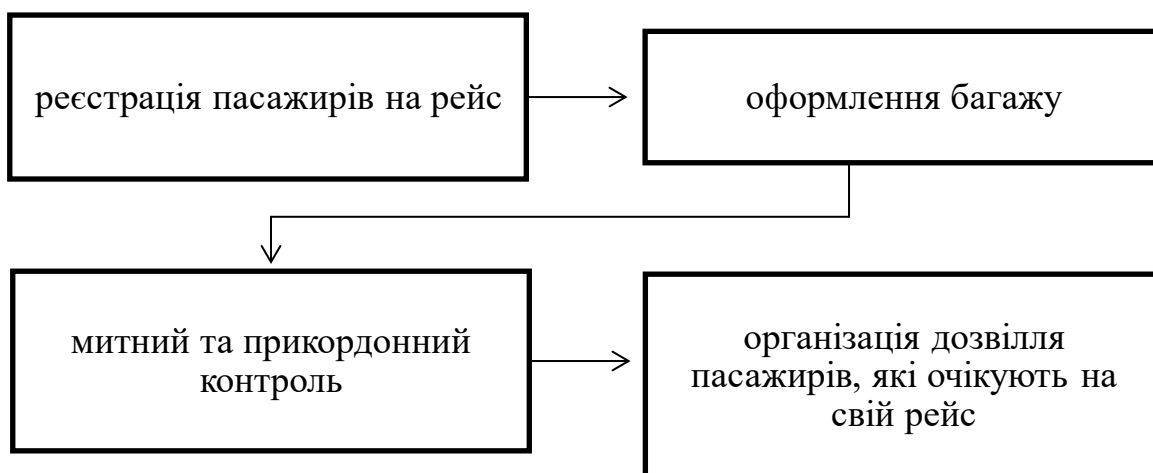 реєстрація пасажирів на рейс
оформлення багажу
митний та прикордонний
контроль
організація дозвілля
пасажирів, які очікують на
свій рейс